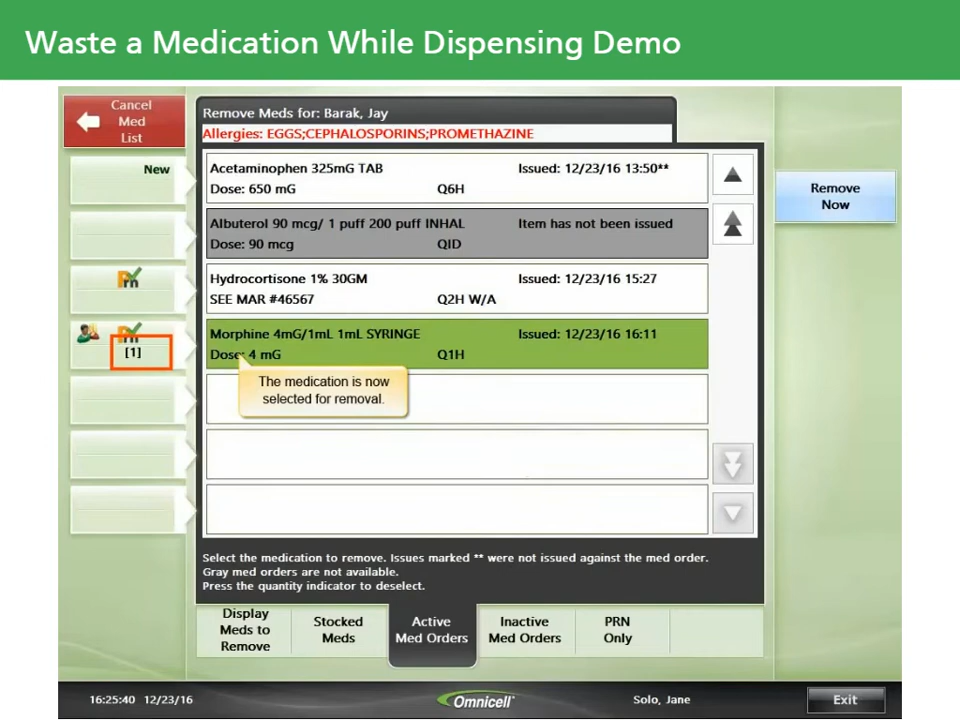 Waste a Medication While Dispensing Demo
Cancel
Med
List
Remove Meds for: Barak, Jay
Allergies: EGGS;CEPHALOSPORINS;PROMETHAZINE
New
Acetaminophen 325mG TAB Issued: 12/23/16 13:50**
Dose: 650 mG Q6H
Remove
Now
Albuterol 90 mcg/ 1 puff 200 puff INHAL Item has not been issued
Dose: 90 mcg QID
Prn
Hydrocortisone 1% 30GM Issued: 12/23/16 15:27
SEE MAR #46567 Q2H W/A
[1]
Morphine 4mG/1mL 1mL SYRINGE Issued: 12/23/16 16:11
Dose: 4 mG Q1H
The medication is now
selected for removal.
Select the medication to remove. Issues marked ** were not issued against the med order.
Gray med orders are not available.
Press the quantity indicator to deselect.
Display
Meds to
Remove
Stocked
Meds
Active
Med Orders
Inactive
Med Orders
PRN
Only
16:25:40 12/23/16
Omnicell
Solo, Jane
Exit